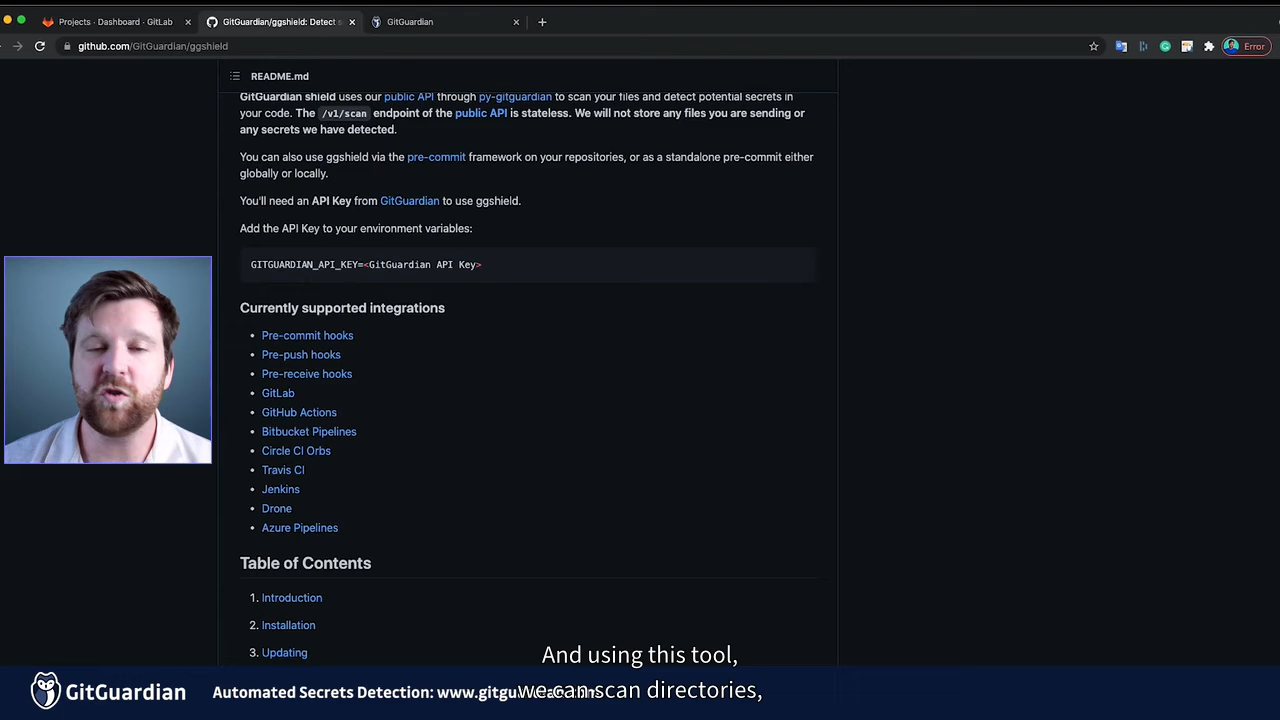 Projects · Dashboard · GitLab
GitGuardian/ggshield: Detect s
GitGuardian
github.com/GitGuardian/ggshield
Error
README.md
GitGuardian shield uses our public API through py-gitguardian to scan your files and detect potential secrets in
your code. The /v1/scan endpoint of the public API is stateless. We will not store any files you are sending or
any secrets we have detected.
You can also use ggshield via the pre-commit framework on your repositories, or as a standalone pre-commit either
globally or locally.
You'll need an API Key from GitGuardian to use ggshield.
Add the API Key to your environment variables:
GITGUARDIAN_API_KEY=<GitGuardian API Key>
Currently supported integrations
• Pre-commit hooks
• Pre-push hooks
• Pre-receive hooks
• GitLab
• GitHub Actions
• Bitbucket Pipelines
• Circle CI Orbs
• Travis CI
• Jenkins
• Drone
• Azure Pipelines
Table of Contents
1. Introduction
2. Installation
3. Updating
And using this tool,
we can scan directories,
GitGuardian
Automated Secrets Detection: